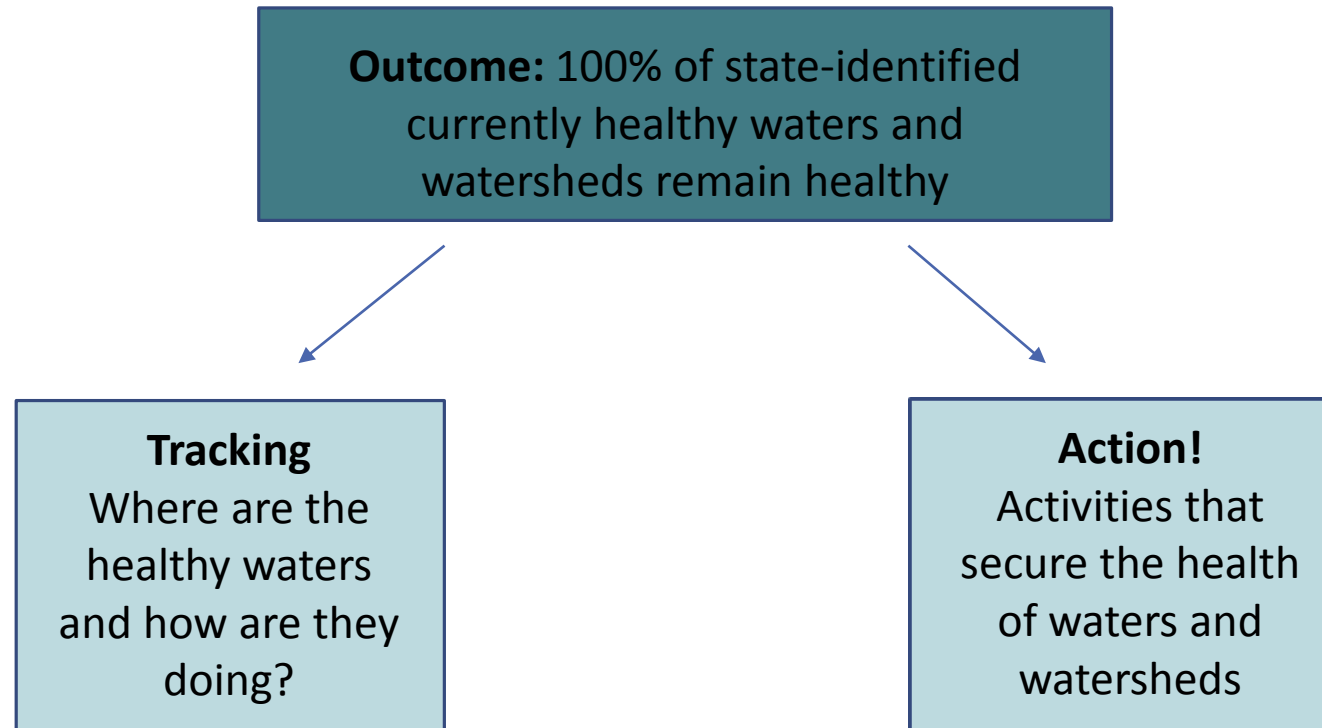 Outcome: 100% of state-identified
currently healthy waters and
watersheds remain healthy
Tracking
Where are the
healthy waters
and how are they
doing?
Action!
Activities that
secure the health
of waters and
watersheds